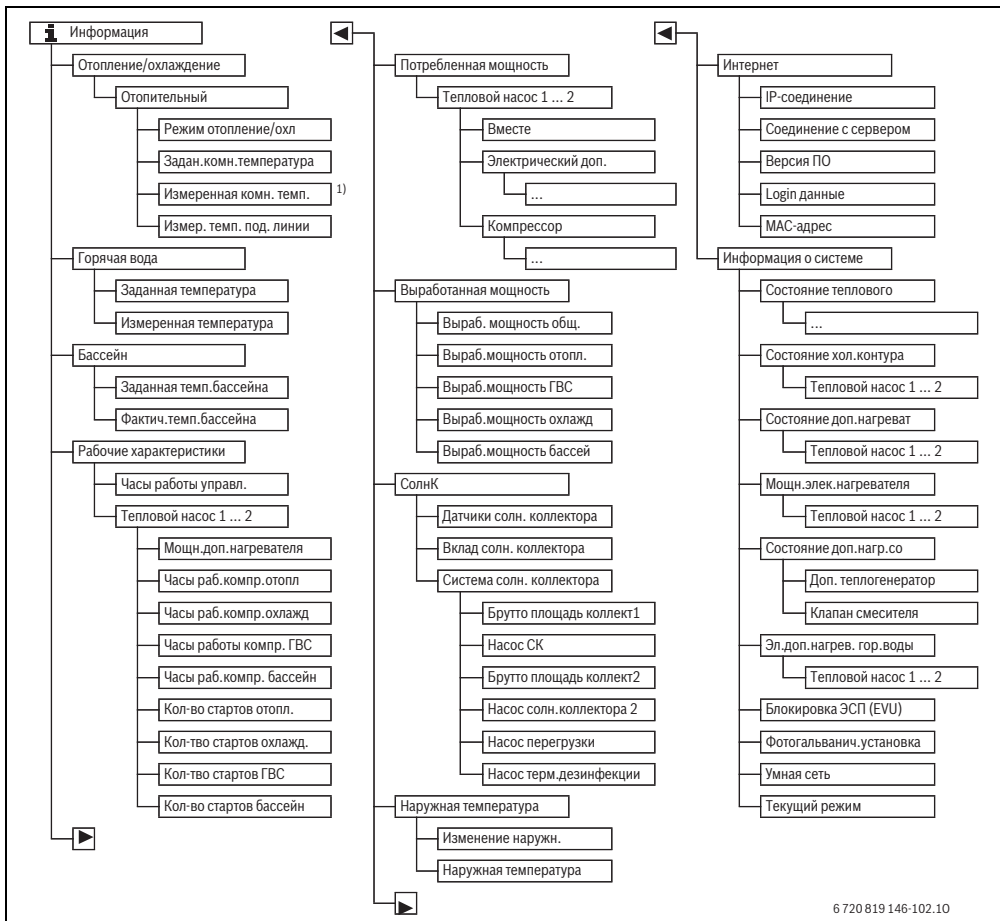 Информация
Отопление/охлаждение
Отопительный
Режим отопление/охл
Задан.комн.температура
Измеренная комн. темп. 1)
Измер. темп. под. линии
Горячая вода
Заданная температура
Измеренная температура
Бассейн
Заданная темп.бассейна
Фактич.темп.бассейна
Рабочие характеристики
Часы работы управл.
Тепловой насос 1 ... 2
Мощн.доп.нагревателя
Часы раб.компр.отопл
Часы раб.компр.охлажд
Часы работы компр. ГВС
Часы раб.компр. бассейн
Кол-во стартов отопл.
Кол-тво стартов охлажд.
Кол-тво стартов ГВС
Кол-во стартов бассейн
Потребленная мощность
Тепловой насос 1 ... 2
Вместе
Электрический доп.
...
Компрессор
...
Выработанная мощность
Выраб. мощность общ.
Выраб.мощность отопл.
Выраб.мощность ГВС
Выраб.мощность охлажд
Выраб.мощность бассей
СолнК
Датчики солн. коллектора
Вклад солн. коллектора
Система солн. коллектора
Брутто площадь коллект1
Насос СК
Брутто площадь коллект2
Насос солн.коллектора 2
Насос перегрузки
Насос терм.дезинфекции
Наружная температура
Изменение наружн.
Наружная температура
Интернет
IP-соединение
Соединение с сервером
Версия ПО
Login данные
MAC-адрес
Информация о системе
Состояние теплового
...
Состояние хол.контура
Тепловой насос 1 ... 2
Состояние доп.нагреват
Тепловой насос 1 ... 2
Мощн.элек.нагревателя
Тепловой насос 1 ... 2
Состояние доп.нагр.со
Доп. теплогенератор
Клапан смесителя
Эл.доп.нагрев. гор.воды
Тепловой насос 1 ... 2
Блокировка ЭСП (EVU)
Фотогальванич.установка
Умная сеть
Текущий режим
6 720 819 146-102.1O